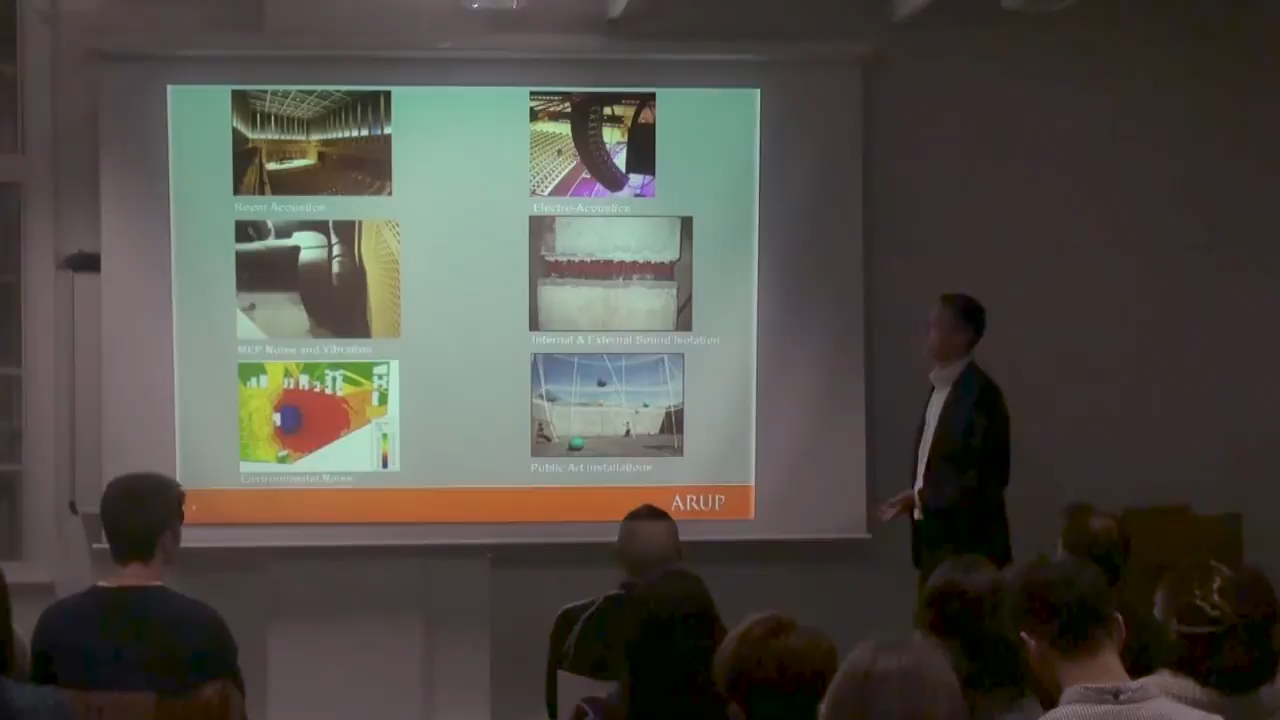 Room Acoustics
Electro-Acoustics
MEP Noise and Vibration
Internal & External Sound Isolation
Environmental Noise
Public Art Installations
ARUP